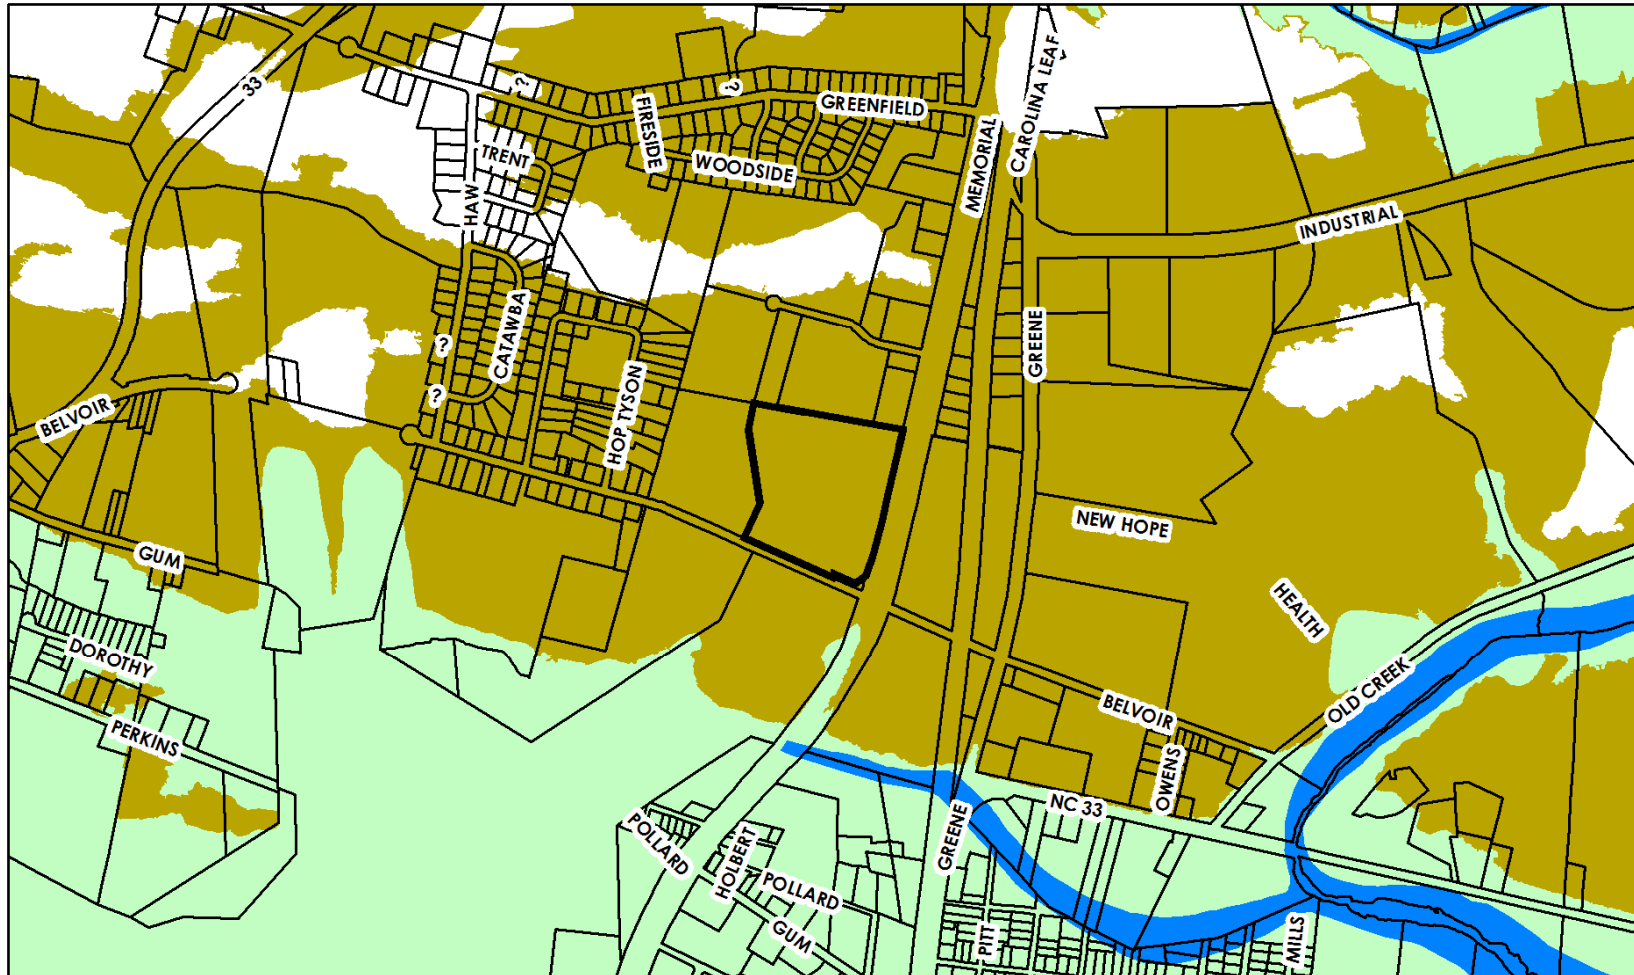 33
?
?
GREENFIELD
CAROLINA LEAF
FIRESIDE
TRENT
WOODSIDE
MEMORIAL
HAW
INDUSTRIAL
CATAWBA
?
GREENE
?
BELVOIR
HOP TYSON
NEW HOPE
GUM
HEALTH
DOROTHY
OLD CREEK
BELVOIR
PERKINS
OWENS
NC 33
POLLARD
HOLBERT
GREENE
POLLARD
GUM
PITT
MILLS